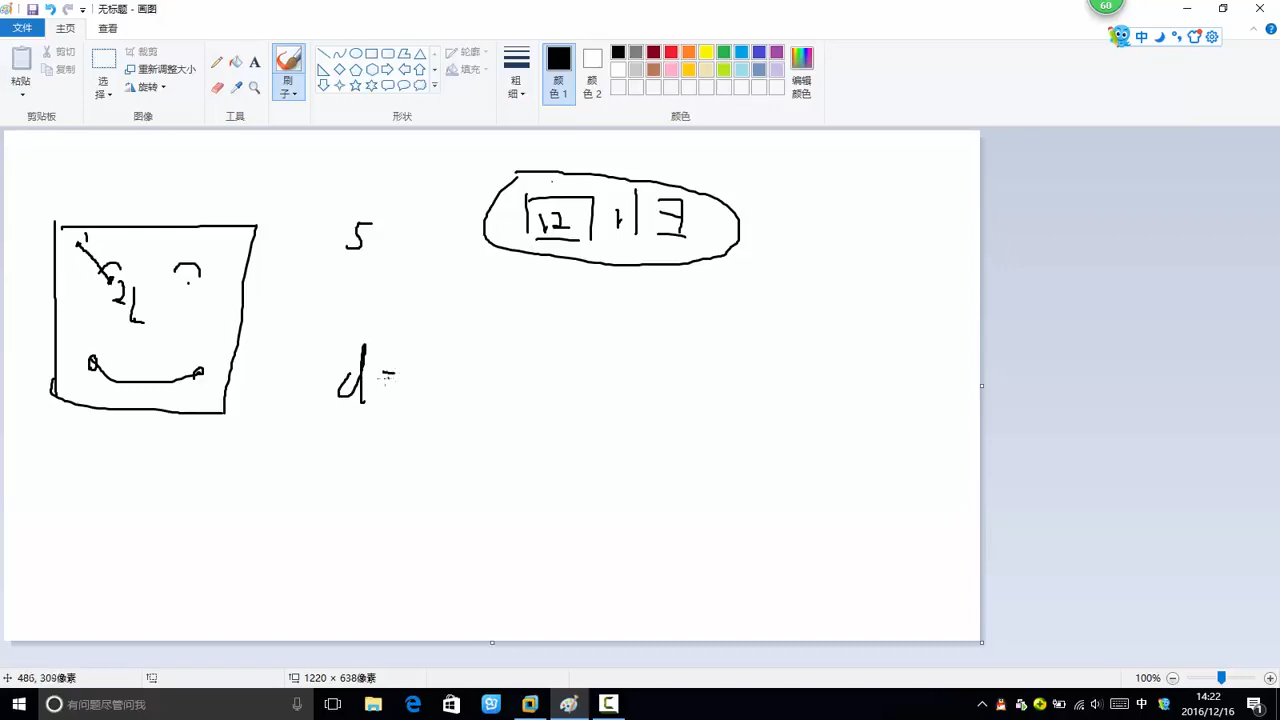 60
无标题 - 画图
文件 主页 查看
中
粘贴 剪切 复制 选择 裁剪 重新调整大小 旋转 A 刷子 轮廓 填充 粗细 颜色 1 颜色 2 编辑颜色
剪贴板 图像 工具 形状 颜色
12
5
1
2
d =
486, 309像素 1220 × 638像素 100%
有问题尽管问我 中 14:22
2016/12/16